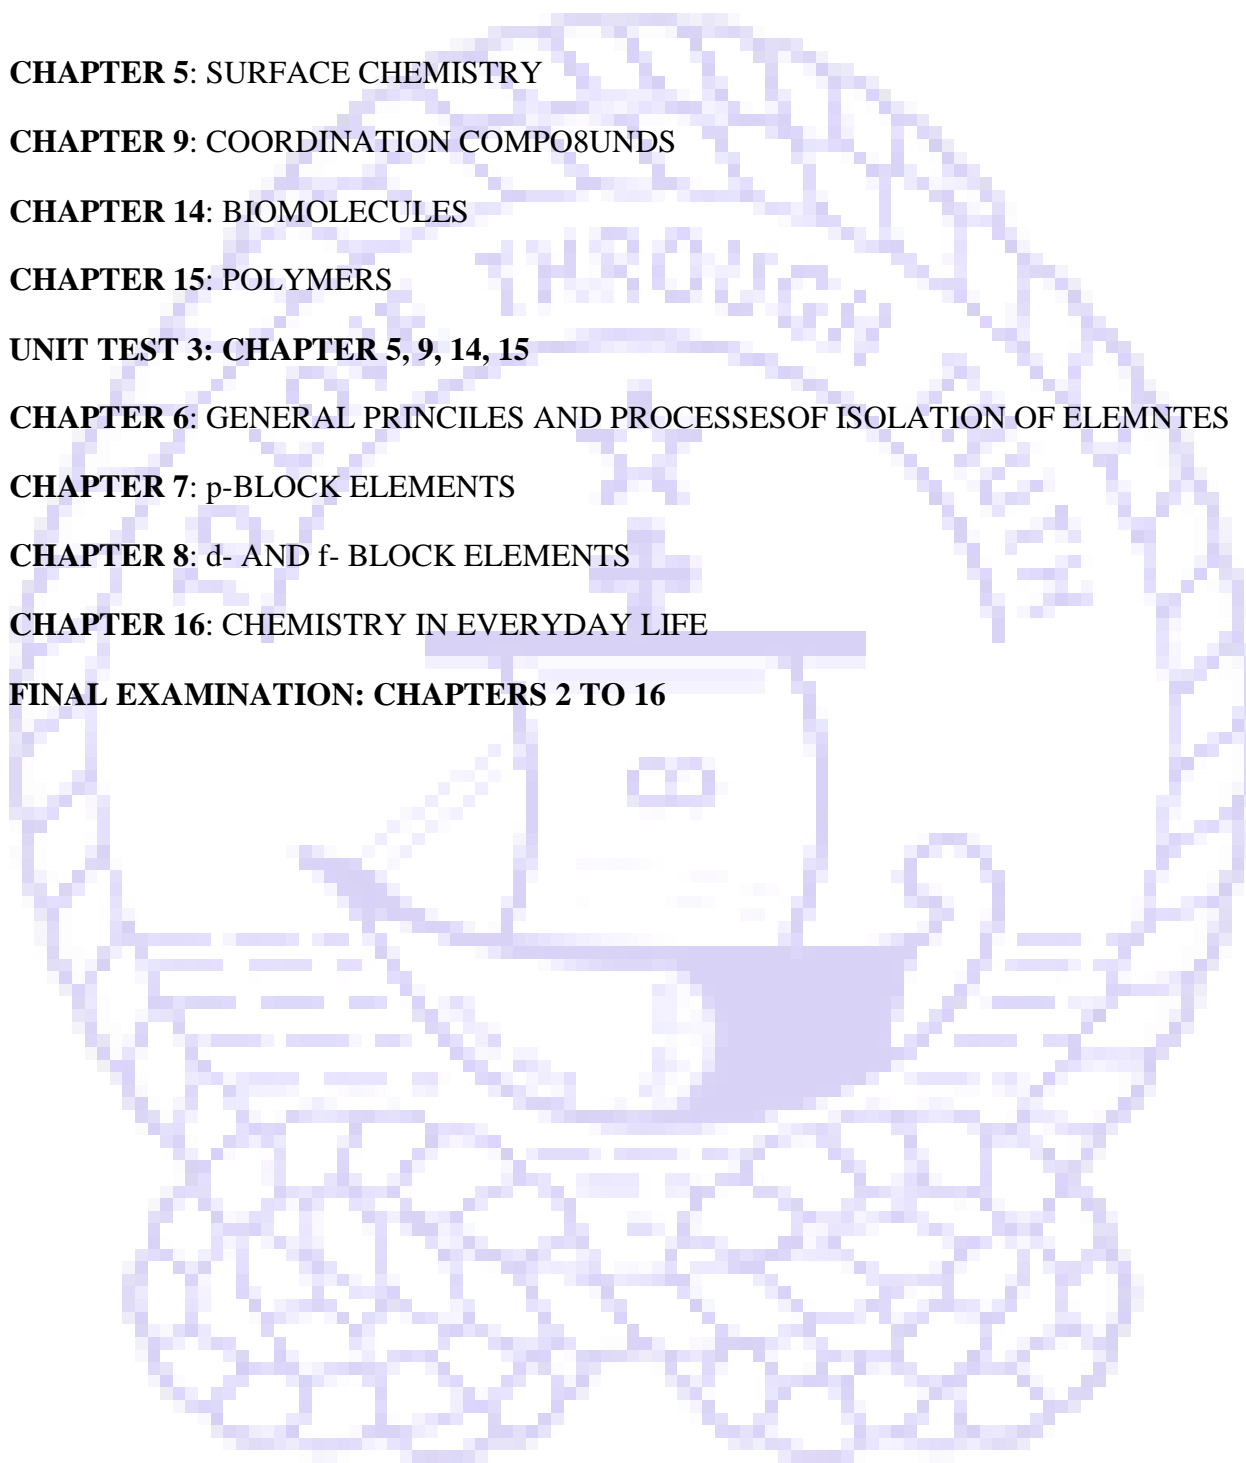 CHAPTER 5: SURFACE CHEMISTRY
CHAPTER 9: COORDINATION COMPO8UNDS
CHAPTER 14: BIOMOLECULES
CHAPTER 15: POLYMERS
UNIT TEST 3: CHAPTER 5, 9, 14, 15
CHAPTER 6: GENERAL PRINCILES AND PROCESSESOF ISOLATION OF ELEMNTES
CHAPTER 7: p-BLOCK ELEMENTS
CHAPTER 8: d- AND f- BLOCK ELEMENTS
CHAPTER 16: CHEMISTRY IN EVERYDAY LIFE
FINAL EXAMINATION: CHAPTERS 2 TO 16
THROUGH